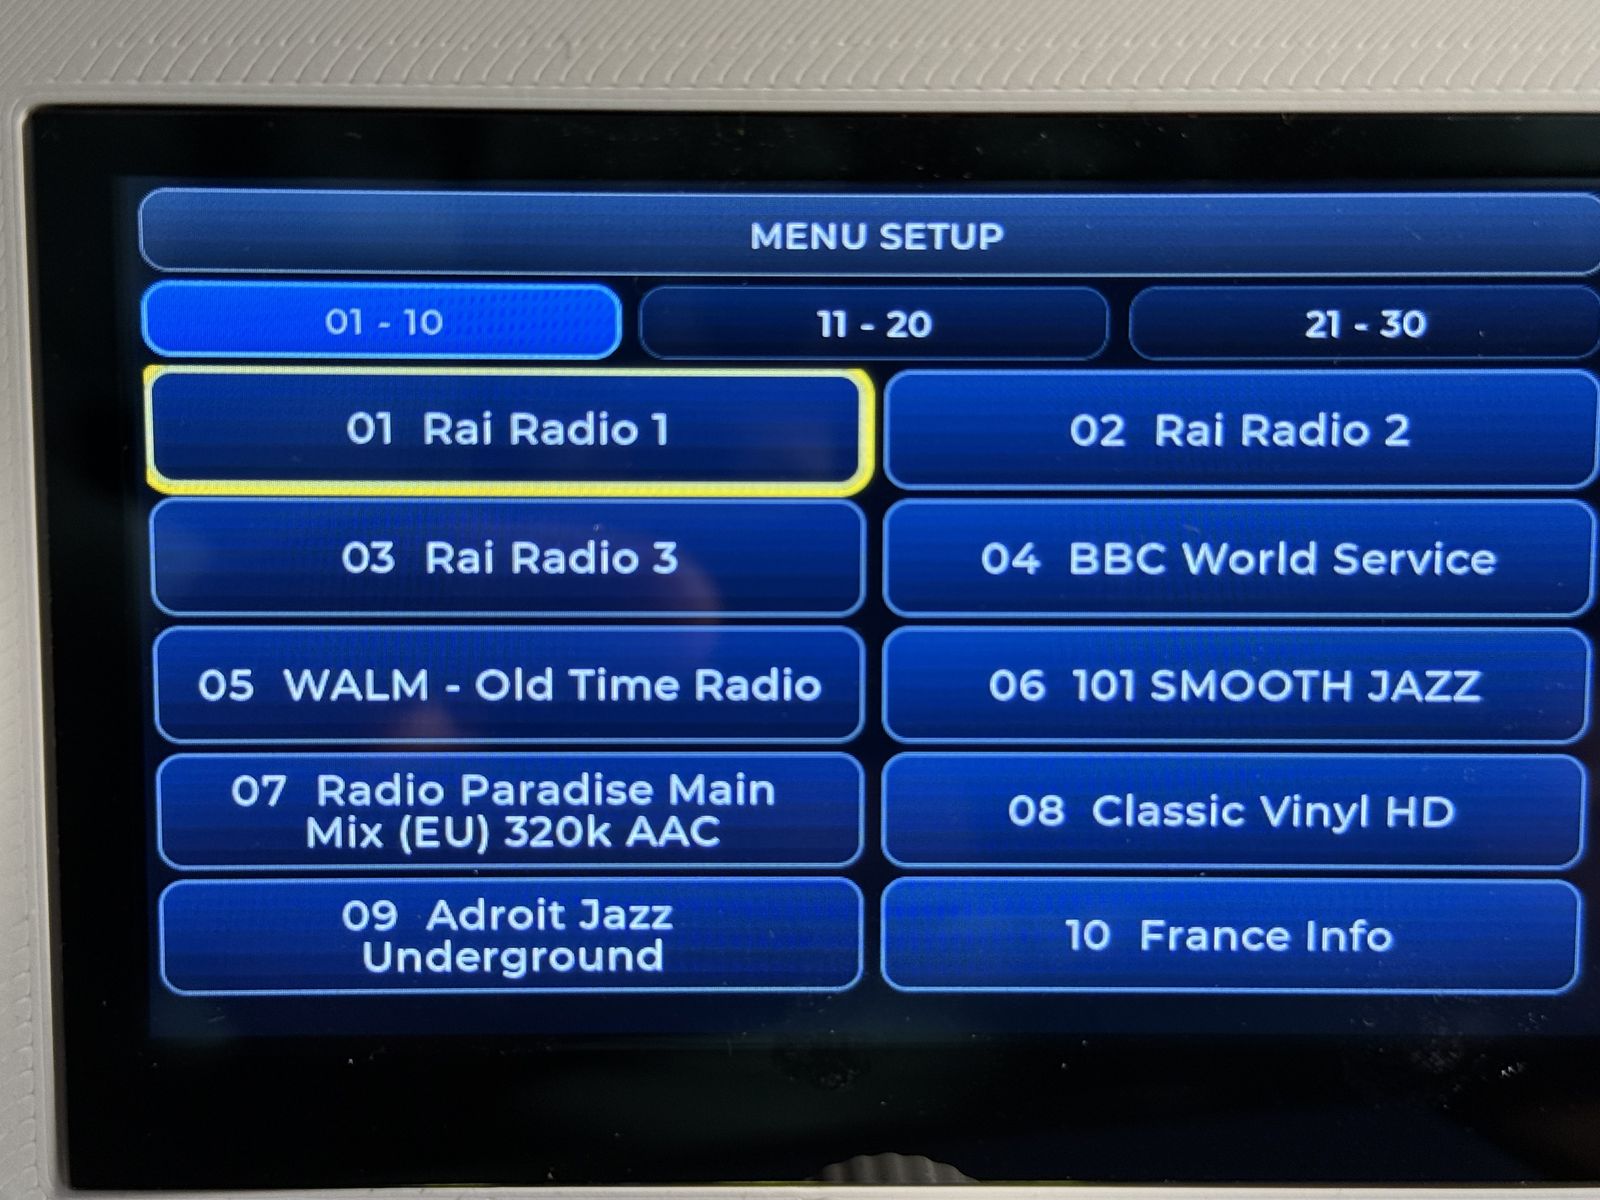 MENU SETUP
01 - 10
11 - 20
21 - 30
01 Rai Radio 1
02 Rai Radio 2
03 Rai Radio 3
04 BBC World Service
05 WALM - Old Time Radio
06 101 SMOOTH JAZZ
07 Radio Paradise Main
Mix (EU) 320k AAC
08 Classic Vinyl HD
09 Adroit Jazz
Underground
10 France Info